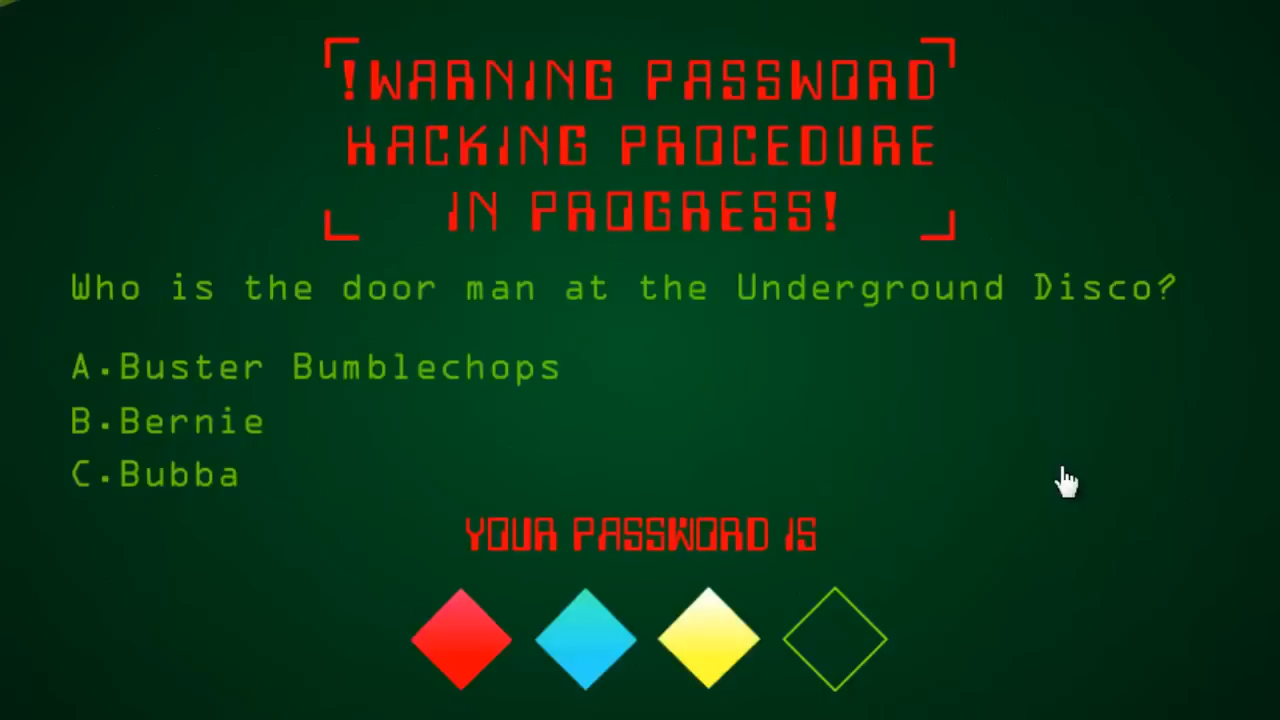 !WARNING PASSWORD
HACKING PROCEDURE
IN PROGRESS!
Who is the door man at the Underground Disco?
A.Buster Bumblechops
B.Bernie
C.Bubba
YOUR PASSWORD IS